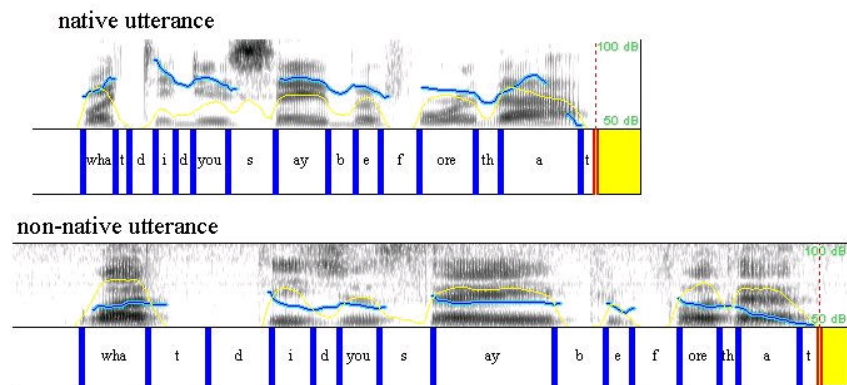 native utterance
100 dB
50 dB
wha t d i d you s ay b e f ore th a t
non-native utterance
100 dB
50 dB
wha t d i d you s ay b e f ore th a t